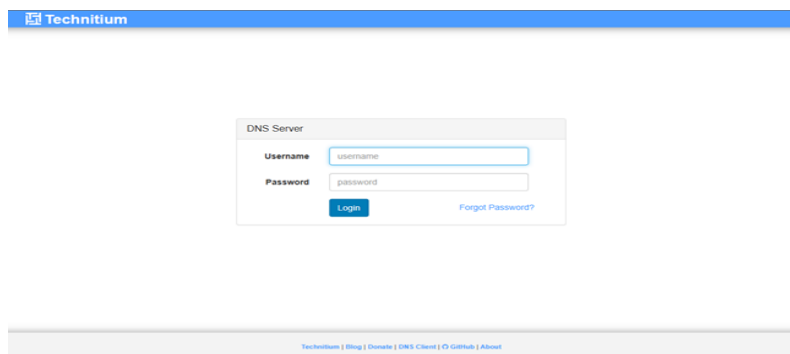 Technitium
DNS Server
Username username
Password password
Login Forgot Password?
Technitium | Blog | Donate | DNS Client | GitHub | About